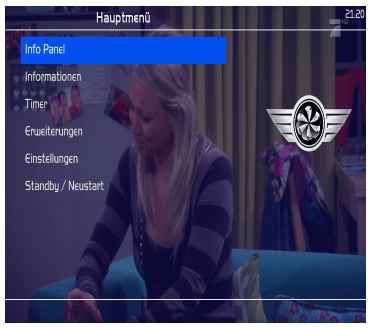 Hauptmenü
21:20
Info Panel
Informationen
Timer
Erweiterungen
Einstellungen
Standby / Neustart